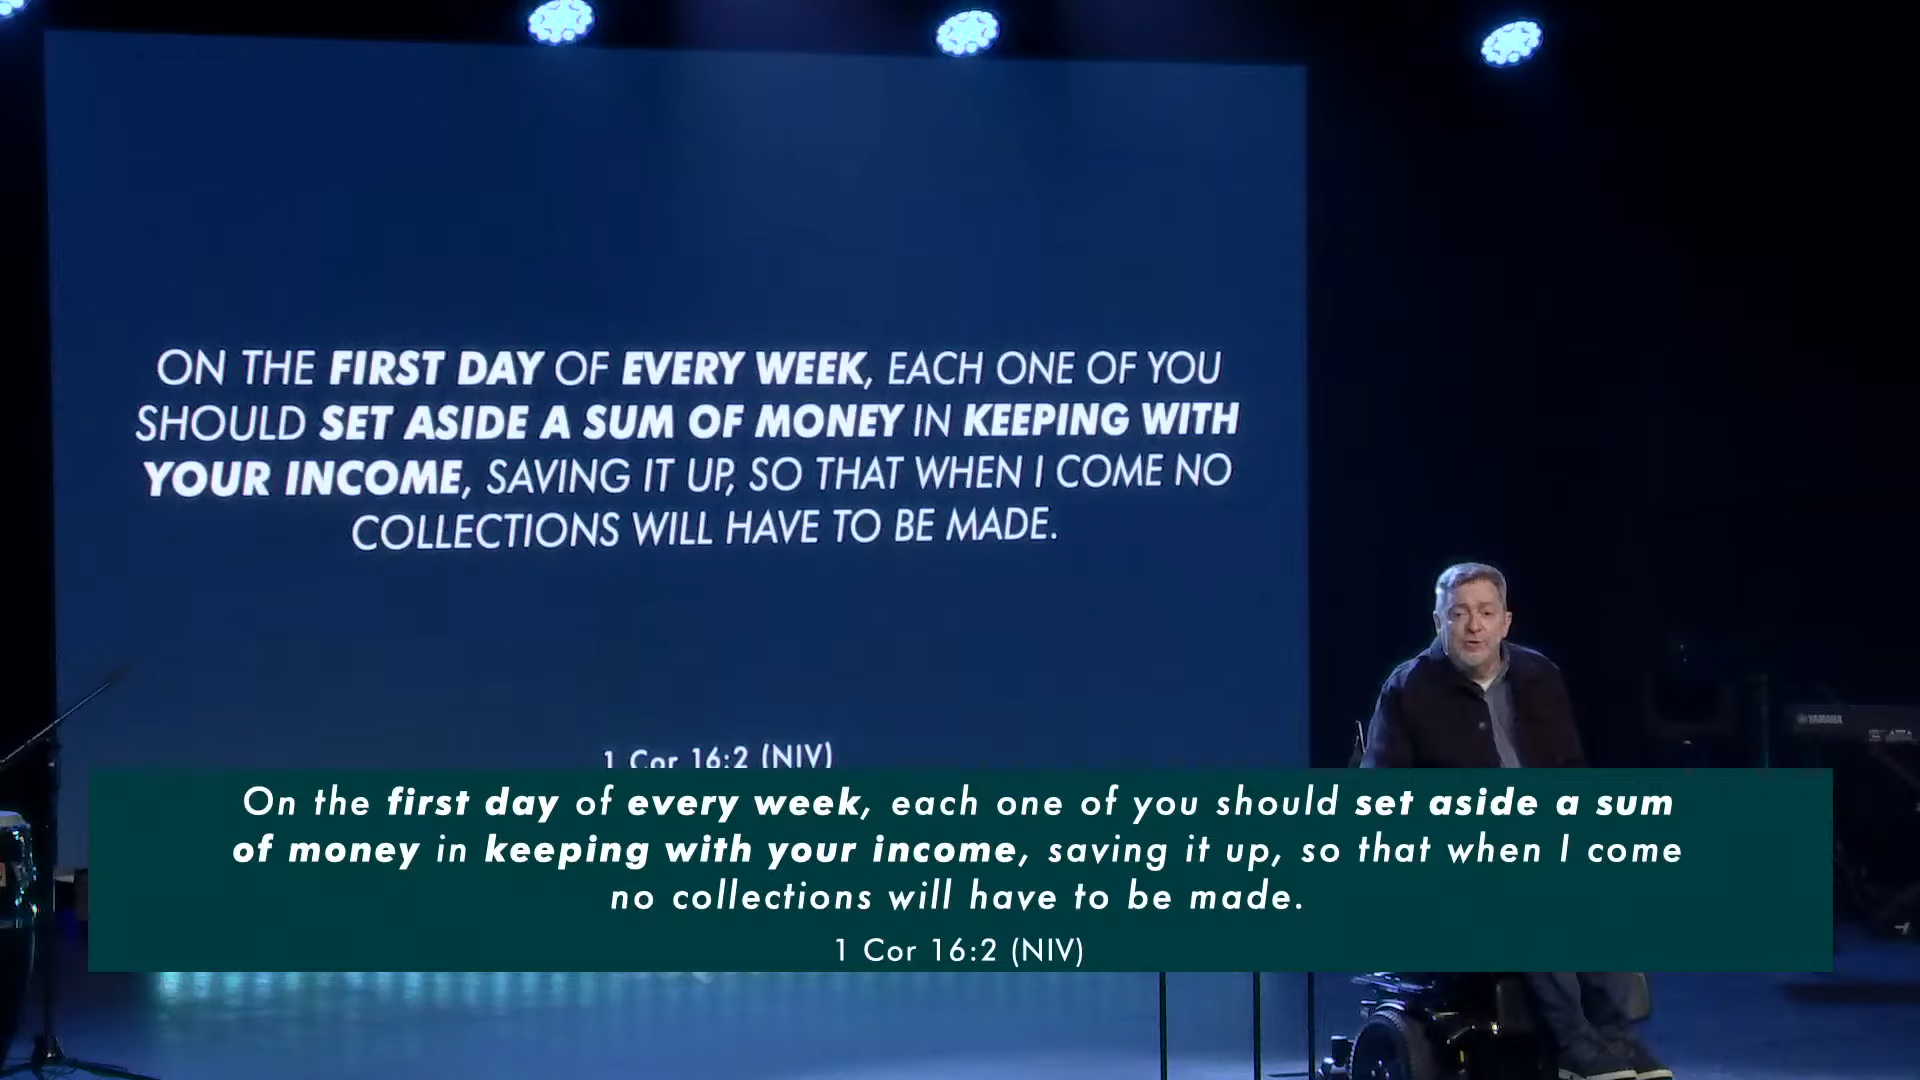 ON THE FIRST DAY OF EVERY WEEK, EACH ONE OF YOU
SHOULD SET ASIDE A SUM OF MONEY IN KEEPING WITH
YOUR INCOME, SAVING IT UP, SO THAT WHEN I COME NO
COLLECTIONS WILL HAVE TO BE MADE.
1 Cor 16:2 (NIV)
YAMAHA
On the first day of every week, each one of you should set aside a sum
of money in keeping with your income, saving it up, so that when I come
no collections will have to be made.
1 Cor 16:2 (NIV)